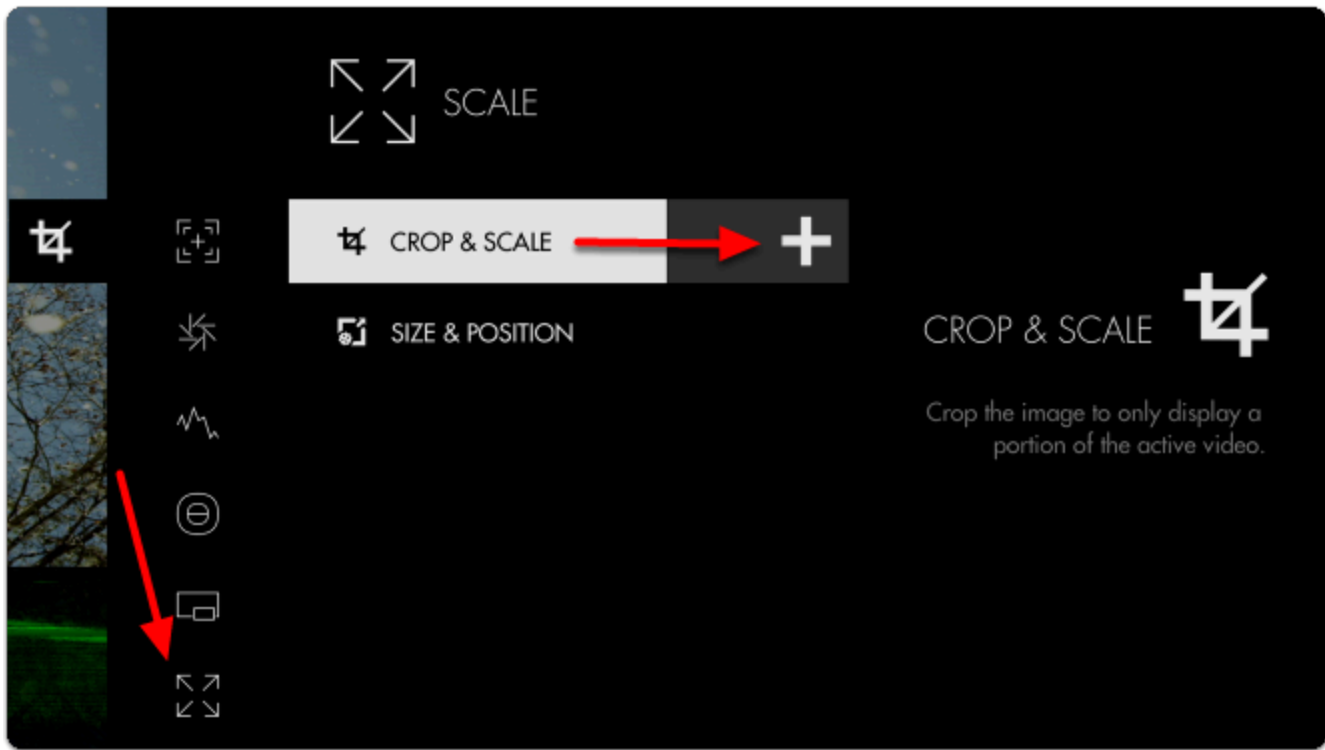 SCALE
CROP & SCALE
SIZE & POSITION
CROP & SCALE
Crop the image to only display a
portion of the active video.